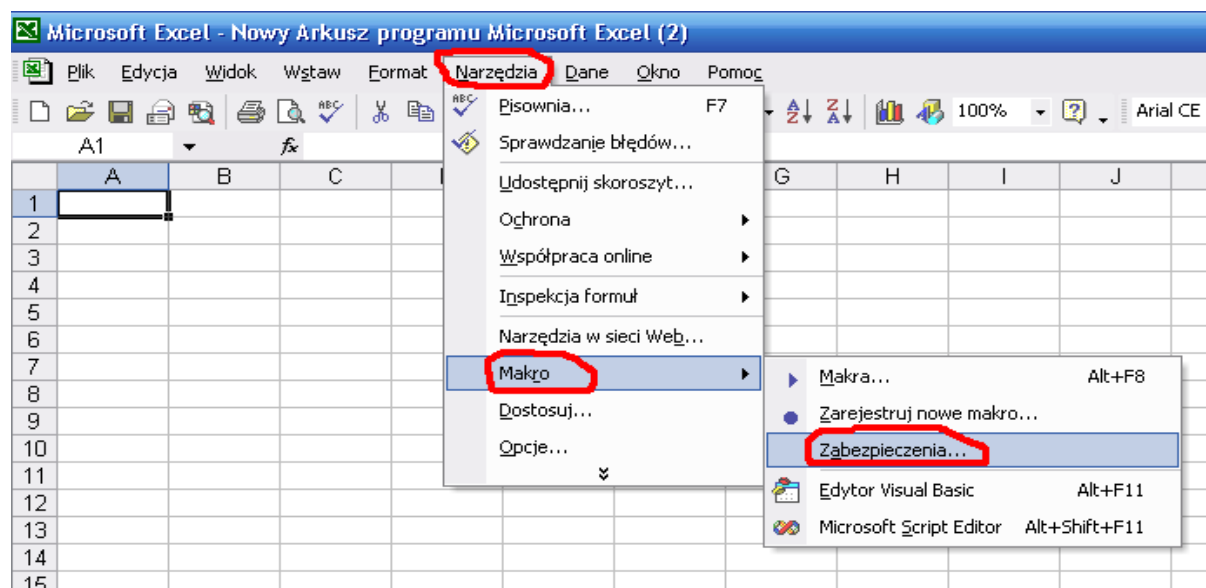 Microsoft Excel - Nowy Arkusz programu Microsoft Excel (2)
Plik Edycja Widok Wstaw Format Narzędzia Dane Okno Pomoc
100% Arial CE
A1 fx
A B C G H I J
1
2
3
4
5
6
7
8
9
10
11
12
13
14
15
Pisownia... F7
Sprawdzanie błędów...
Udostępnij skoroszyt...
Ochrona
Współpraca online
Inspekcja formuł
Narzędzia w sieci Web...
Makro
Dostosuj...
Opcje...
Makra... Alt+F8
Zarejestruj nowe makro...
Zabezpieczenia...
Edytor Visual Basic Alt+F11
Microsoft Script Editor Alt+Shift+F11